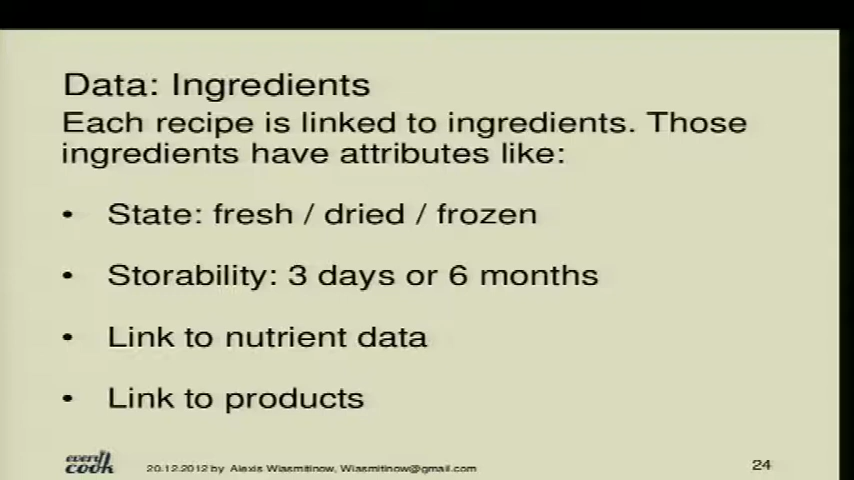 Data: Ingredients
Each recipe is linked to ingredients. Those
ingredients have attributes like:
• State: fresh / dried / frozen
• Storability: 3 days or 6 months
• Link to nutrient data
• Link to products
every cook
20.12.2012 by Alexis Wiasmitinow, Wiasmitinow@gmail.com
24